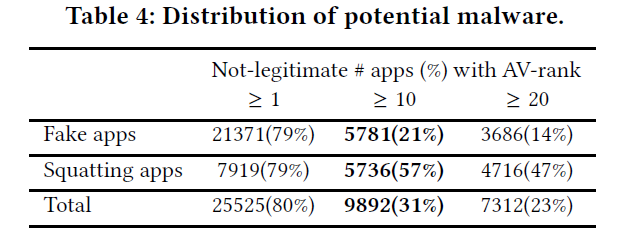 Table 4: Distribution of potential malware.
Not-legitimate # apps (%) with AV-rank
≥ 1 ≥ 10 ≥ 20
Fake apps 21371(79%) 5781(21%) 3686(14%)
Squatting apps 7919(79%) 5736(57%) 4716(47%)
Total 25525(80%) 9892(31%) 7312(23%)